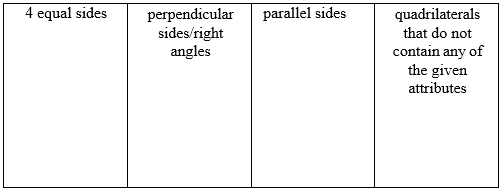 4 equal sides
perpendicular
sides/right
angles
parallel sides
quadrilaterals
that do not
contain any of
the given
attributes